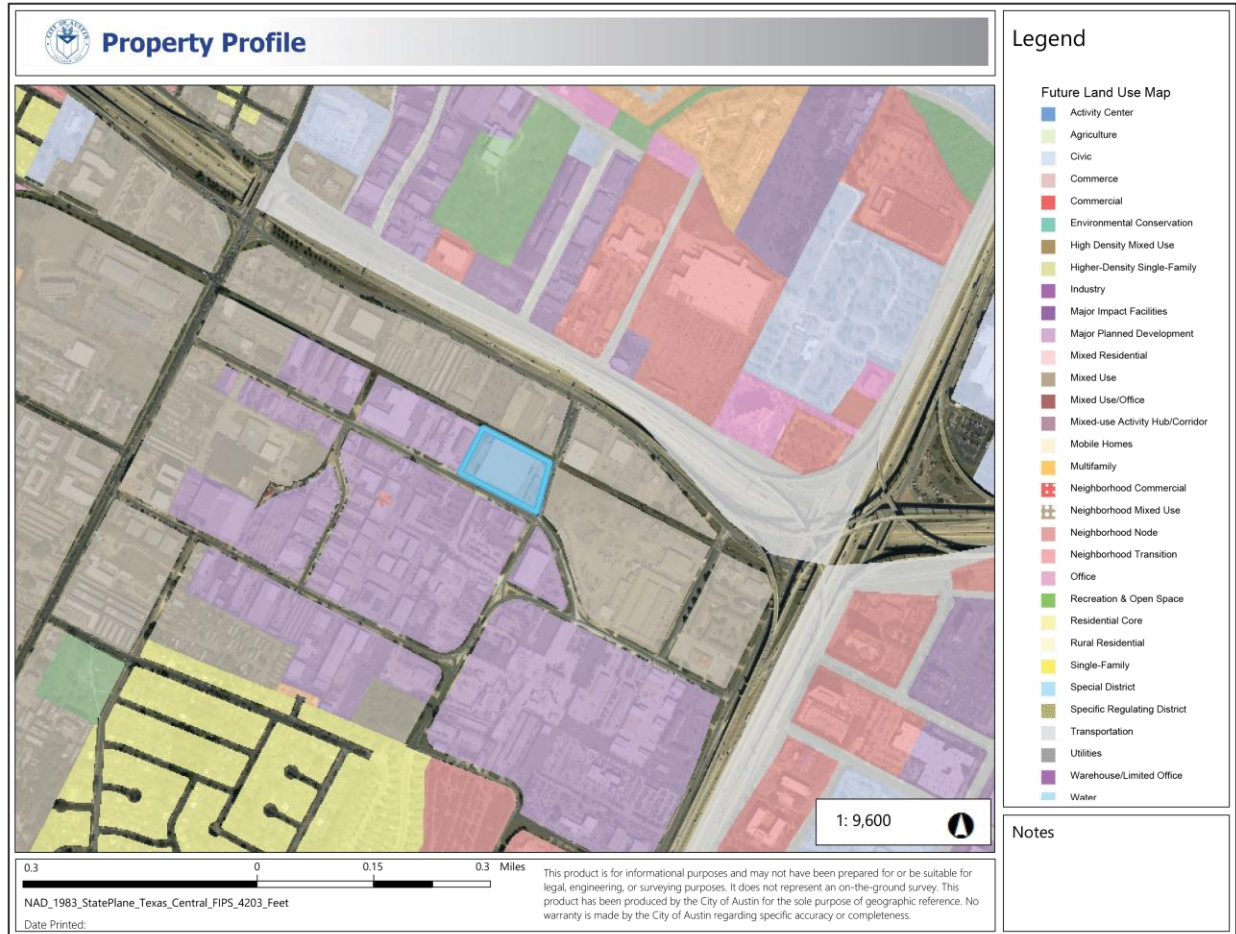 CITY OF AUSTIN
Property Profile
Legend
Future Land Use Map
Activity Center
Agriculture
Civic
Commerce
Commercial
Environmental Conservation
High Density Mixed Use
Higher-Density Single-Family
Industry
Major Impact Facilities
Major Planned Development
Mixed Residential
Mixed Use
Mixed Use/Office
Mixed-use Activity Hub/Corridor
Mobile Homes
Multifamily
Neighborhood Commercial
Neighborhood Mixed Use
Neighborhood Node
Neighborhood Transition
Office
Recreation & Open Space
Residential Core
Rural Residential
Single-Family
Special District
Specific Regulating District
Transportation
Utilities
Warehouse/Limited Office
Water
1: 9,600
Notes
0.3 0 0.15 0.3 Miles
NAD_1983_StatePlane_Texas_Central_FIPS_4203_Feet
Date Printed:
This product is for informational purposes and may not have been prepared for or be suitable for
legal, engineering, or surveying purposes. It does not represent an on-the-ground survey. This
product has been produced by the City of Austin for the sole purpose of geographic reference. No
warranty is made by the City of Austin regarding specific accuracy or completeness.